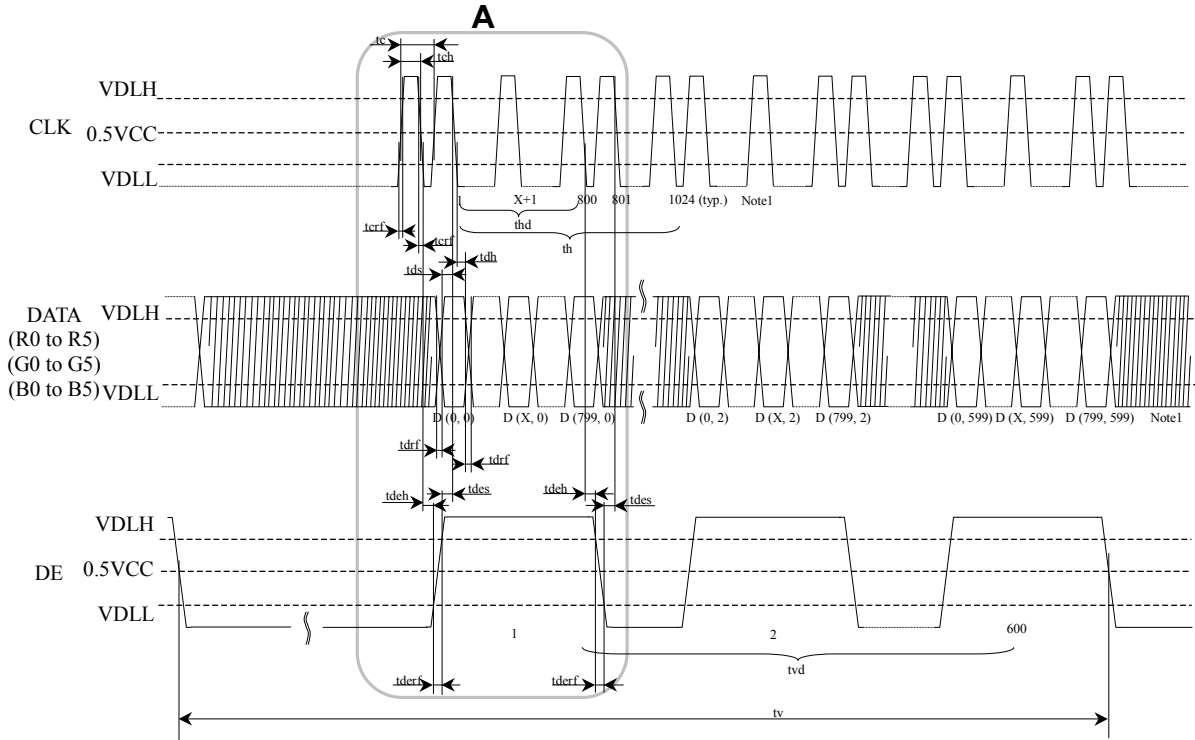 A
tc
tch
VDLH
CLK 0.5VCC
VDLL
1 X+1 800 801 1024 (typ.) Note1
thd
th
tcrf
tcrf
tdh
tds
DATA
(R0 to R5)
(G0 to G5)
(B0 to B5)
VDLH
VDLL
D (0, 0) D (X, 0) D (799, 0) D (0, 2) D (X, 2) D (799, 2) D (0, 599) D (X, 599) D (799, 599) Note1
tdrf
tdrf
tdeh tdes tdeh tdes
VDLH
DE 0.5VCC
VDLL
1 2 600
tvd
tderf tderf
tv